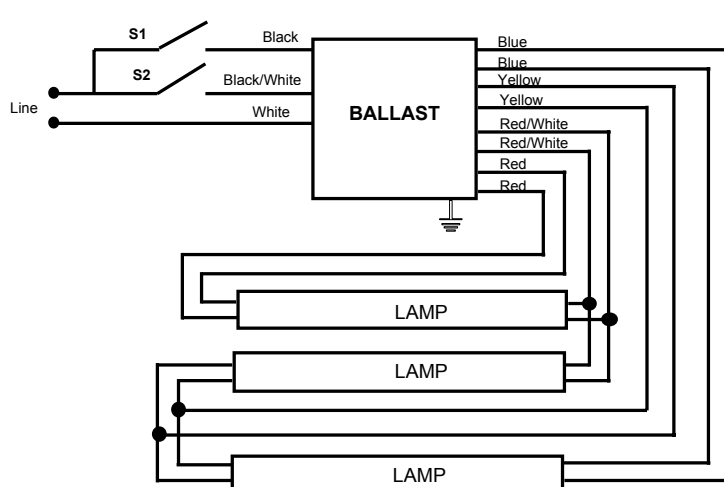 S1
Black
S2
Black/White
Line
White
BALLAST
Blue
Blue
Yellow
Yellow
Red/White
Red/White
Red
Red
LAMP
LAMP
LAMP